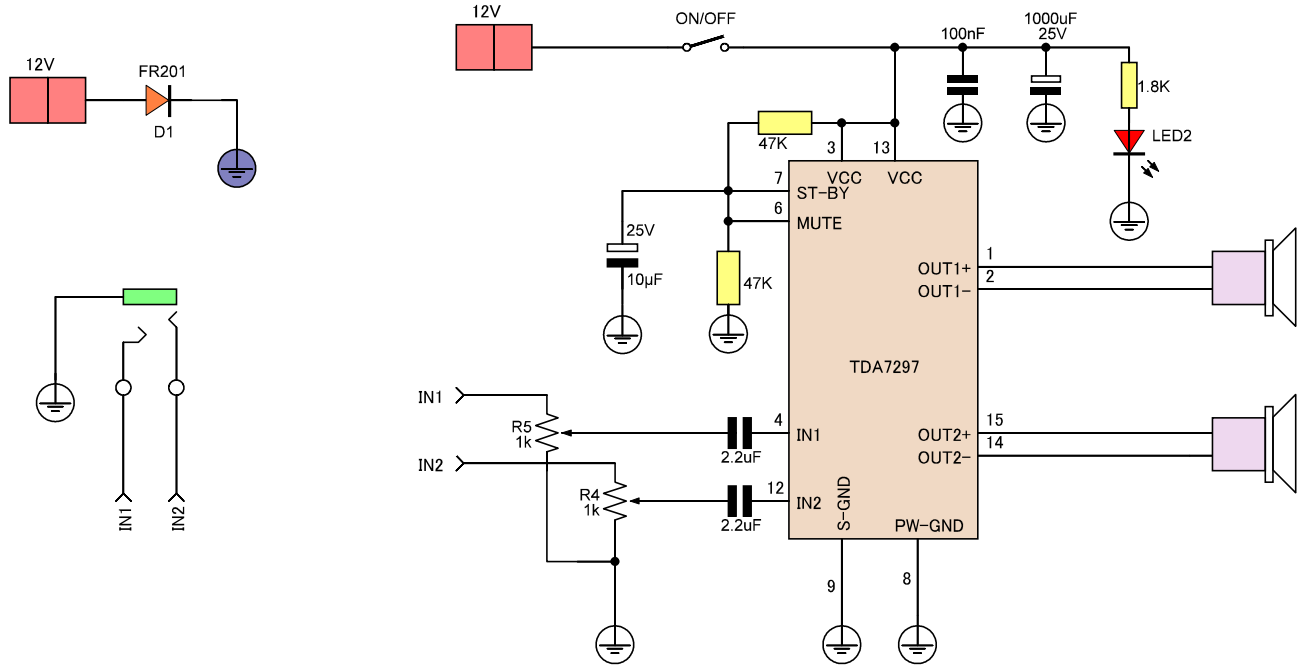 12V
ON/OFF
100nF
1000uF
25V
12V
FR201
D1
1.8K
LED2
47K
3
13
VCC
VCC
7
ST-BY
6
MUTE
25V
10µF
47K
1
OUT1+
2
OUT1-
TDA7297
IN1
R5
1k
4
IN1
2.2uF
15
OUT2+
14
OUT2-
IN2
R4
1k
12
IN2
2.2uF
S-GND
PW-GND
IN1
IN2
9
8